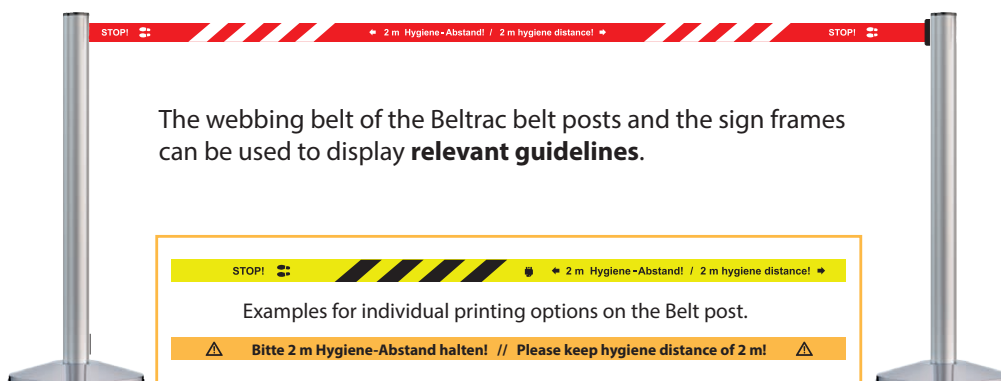 STOP! 2 m Hygiene-Abstand! / 2 m hygiene distance! STOP!
The webbing belt of the Beltrac belt posts and the sign frames
can be used to display relevant guidelines.
STOP! 2 m Hygiene-Abstand! / 2 m hygiene distance!
Examples for individual printing options on the Belt post.
Bitte 2 m Hygiene-Abstand halten! // Please keep hygiene distance of 2 m!